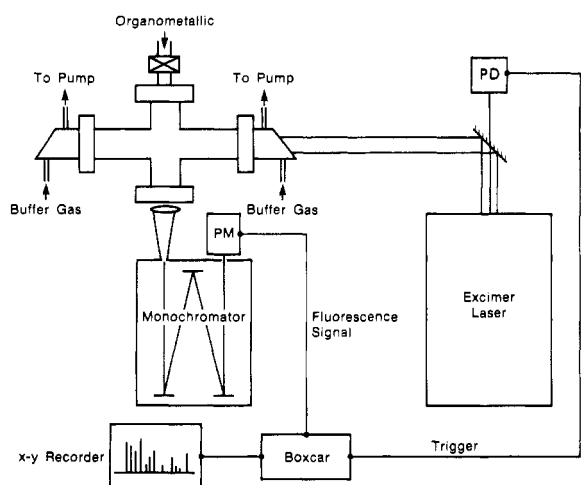 Organometallic
To Pump
To Pump
PD
Buffer Gas
Buffer Gas
PM
Monochromator
Fluorescence
Signal
Excimer
Laser
x-y Recorder
Boxcar
Trigger